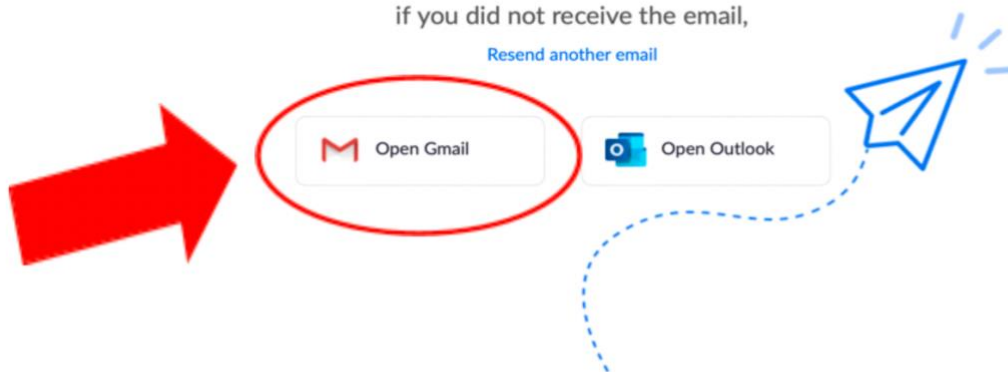 if you did not receive the email,
Resend another email
Open Gmail
Open Outlook